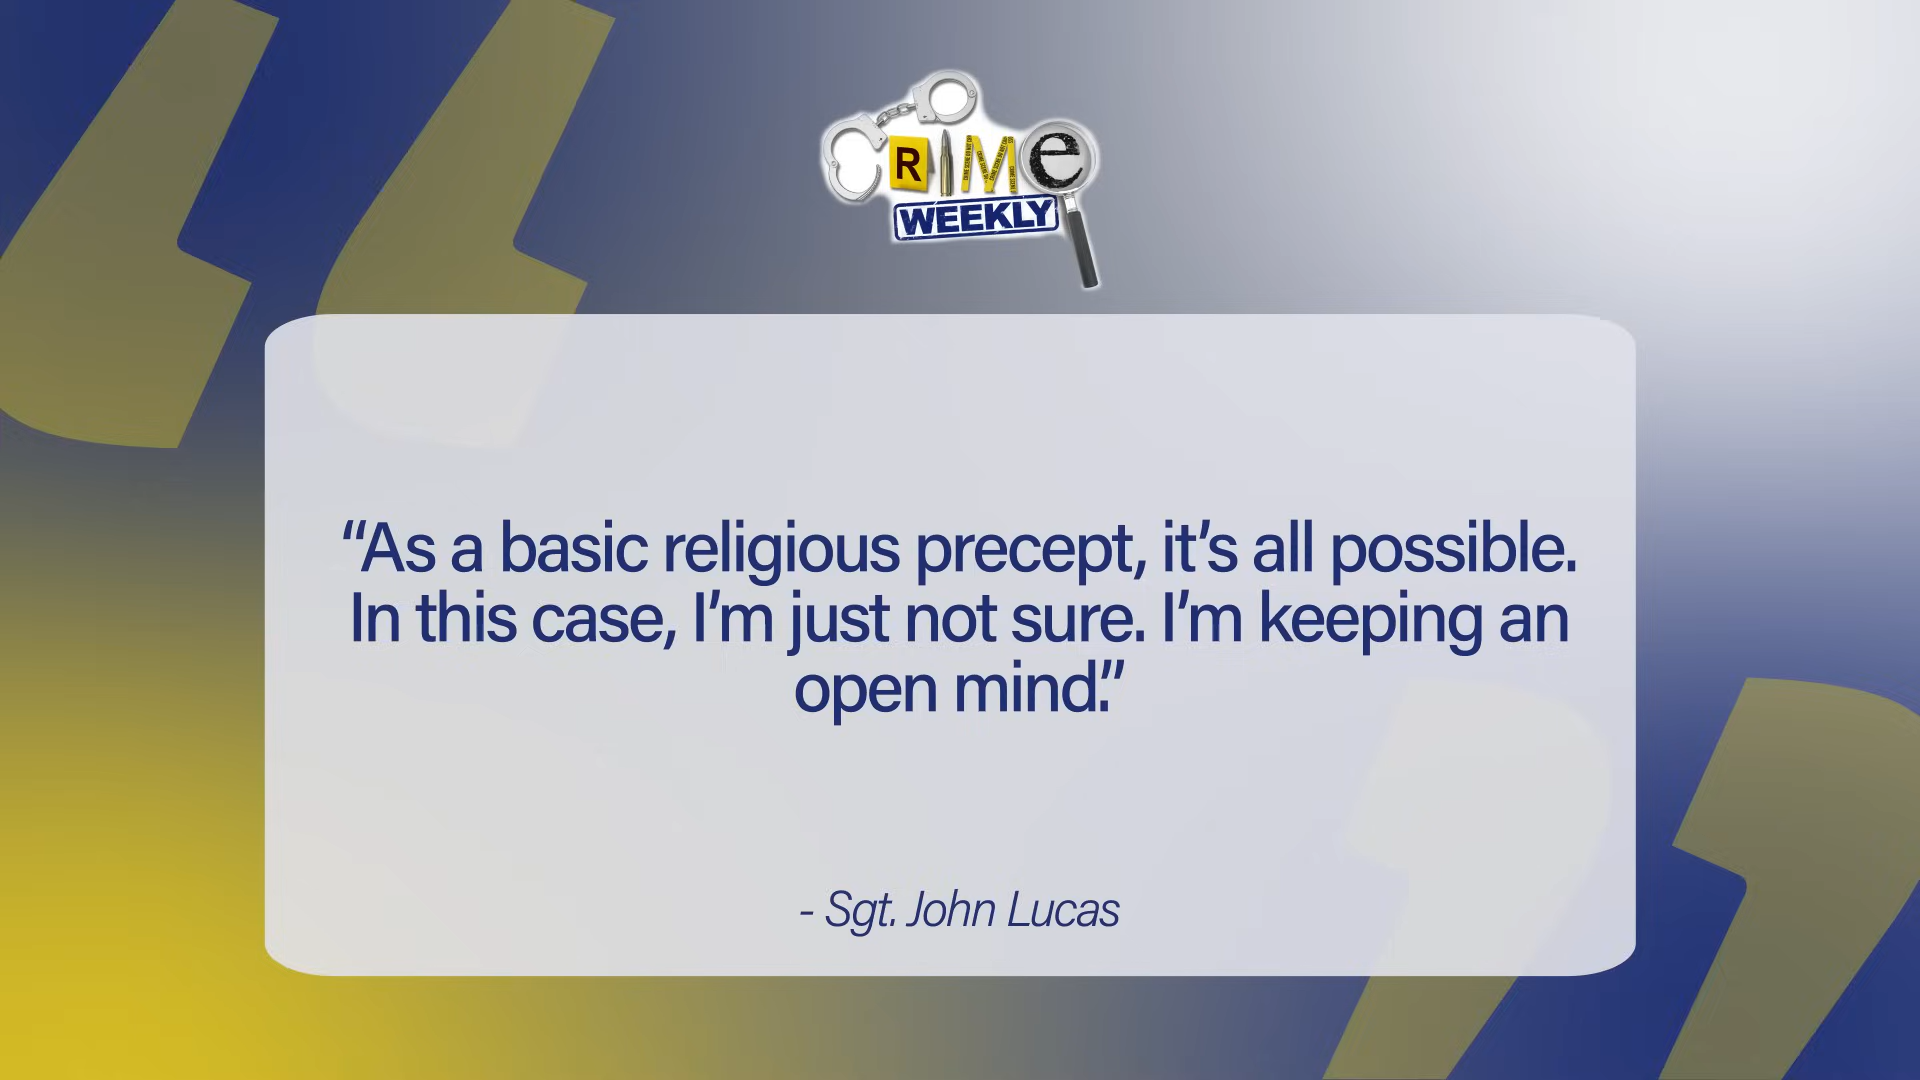 CRIMe
WEEKLY
“As a basic religious precept, it’s all possible.
In this case, I’m just not sure. I’m keeping an
open mind.”
- Sgt. John Lucas